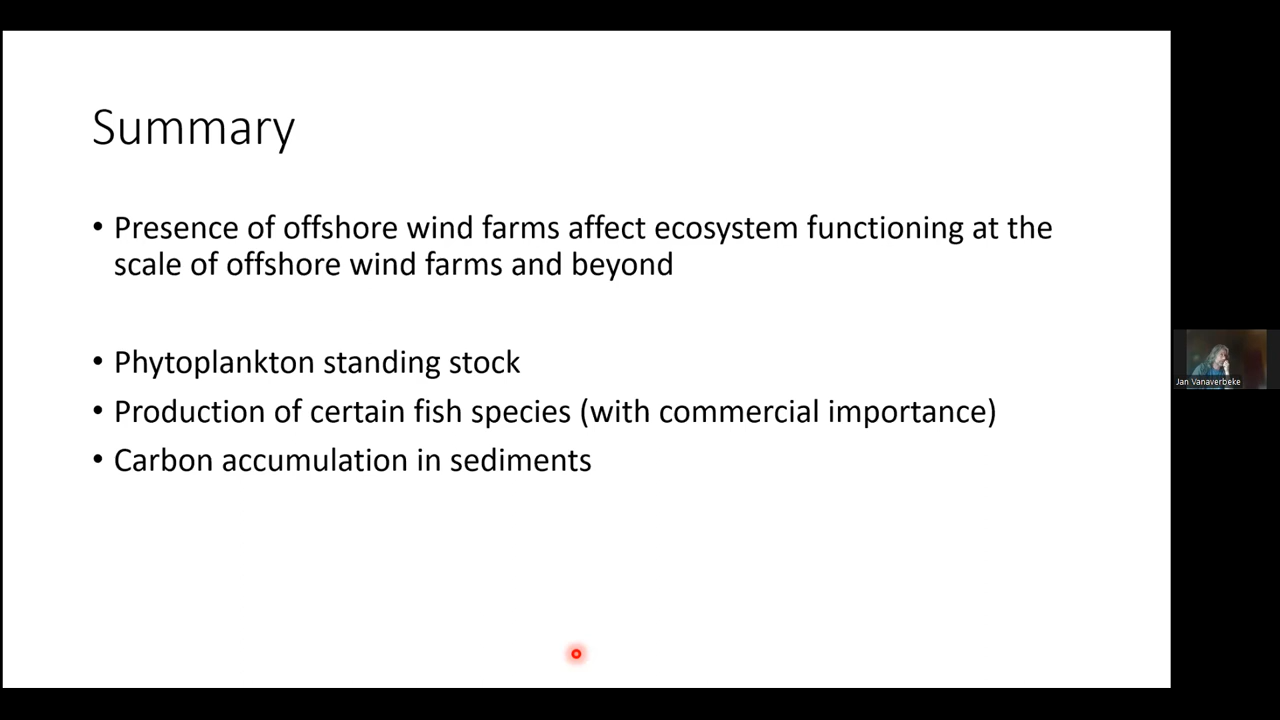 Summary
• Presence of offshore wind farms affect ecosystem functioning at the
scale of offshore wind farms and beyond
• Phytoplankton standing stock
• Production of certain fish species (with commercial importance)
• Carbon accumulation in sediments
Jan Vanaverbeke